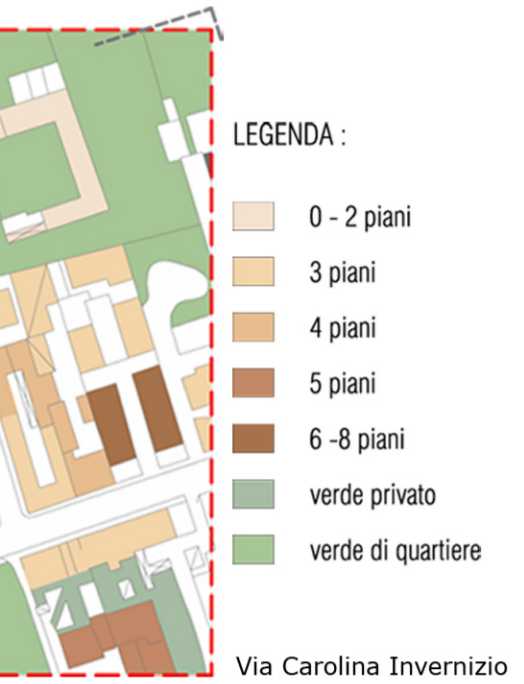 LEGENDA :
0 - 2 piani
3 piani
4 piani
5 piani
6 -8 piani
verde privato
verde di quartiere
Via Carolina Invernizio